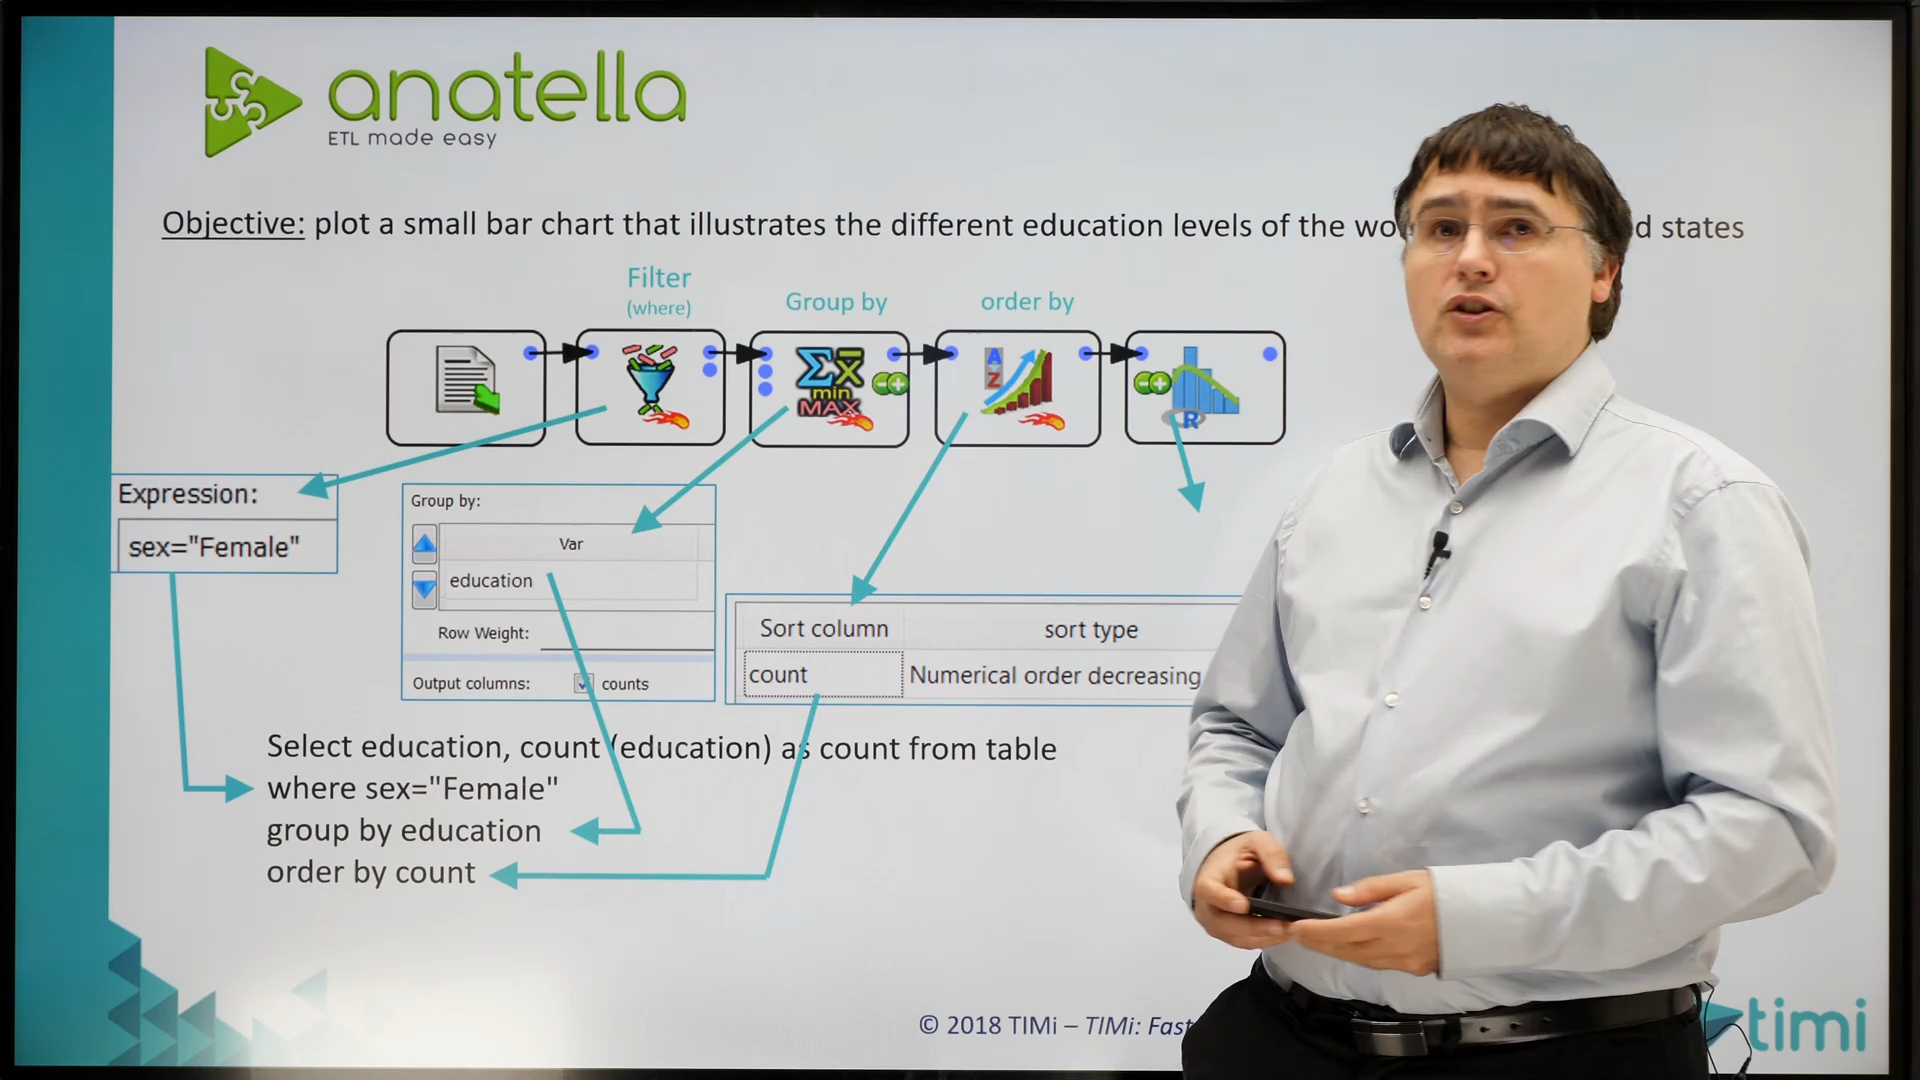 anatella
ETL made easy
Objective: plot a small bar chart that illustrates the different education levels of the d states
Filter
(where)
Group by
order by
Σ x
min
MAX
A
Z
R
Expression:
sex="Female"
Group by:
Var
education
Row Weight:
Output columns: counts
Sort column sort type
count Numerical order decreasing
Select education, count (education) as count from table
where sex="Female"
group by education
order by count
© 2018 TIMi – TIMi: Fast
timi